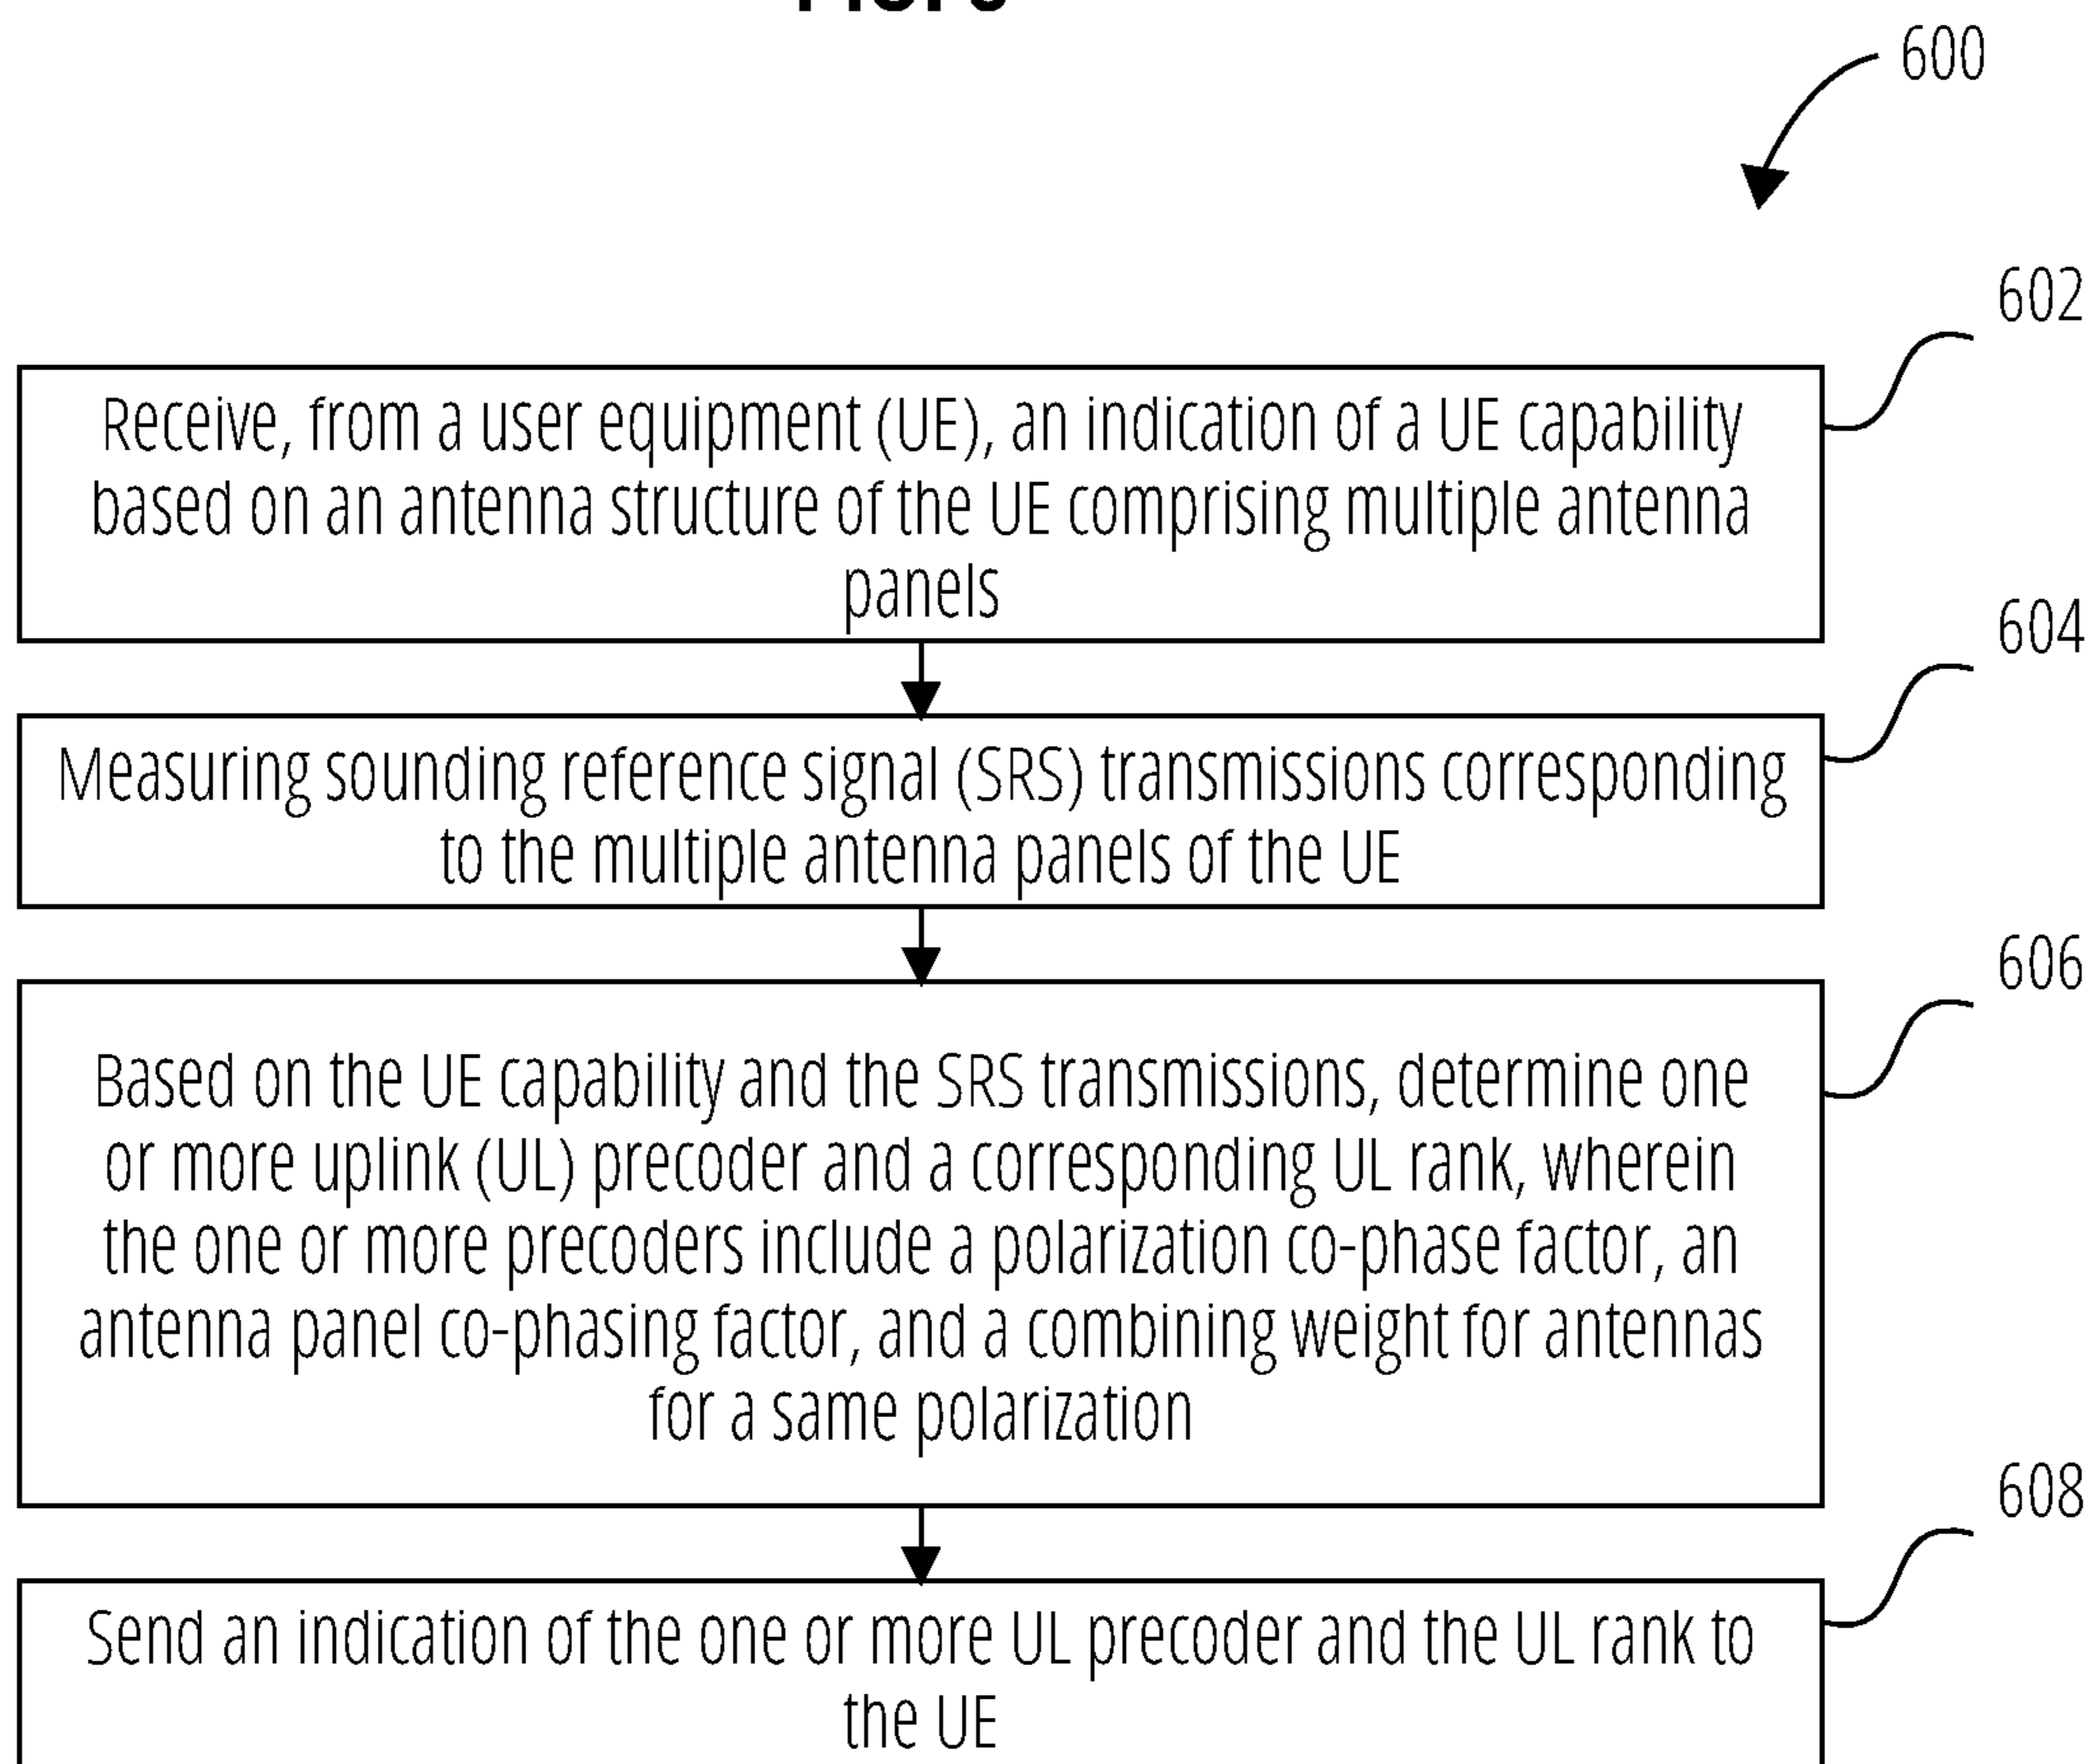 600
602
Receive, from a user equipment (UE), an indication of a UE capability
based on an antenna structure of the UE comprising multiple antenna
panels
604
Measuring sounding reference signal (SRS) transmissions corresponding
to the multiple antenna panels of the UE
606
Based on the UE capability and the SRS transmissions, determine one
or more uplink (UL) precoder and a corresponding UL rank, wherein
the one or more precoders include a polarization co-phase factor, an
antenna panel co-phasing factor, and a combining weight for antennas
for a same polarization
608
Send an indication of the one or more UL precoder and the UL rank to
the UE